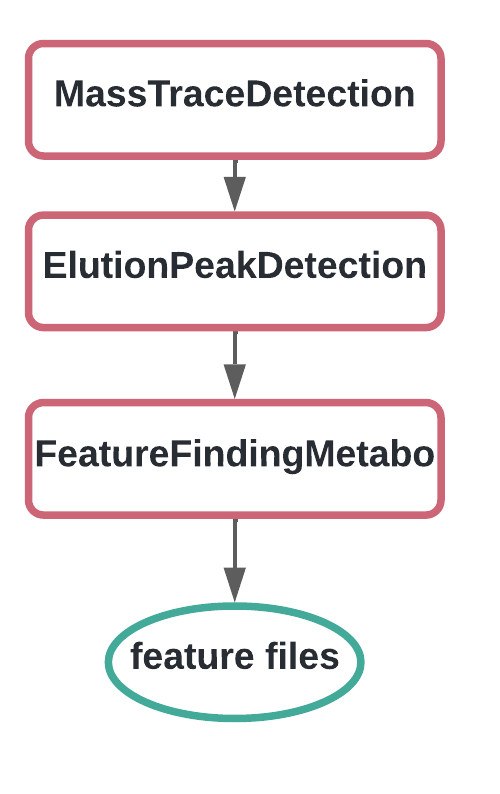 MassTraceDetection
ElutionPeakDetection
FeatureFindingMetabo
feature files